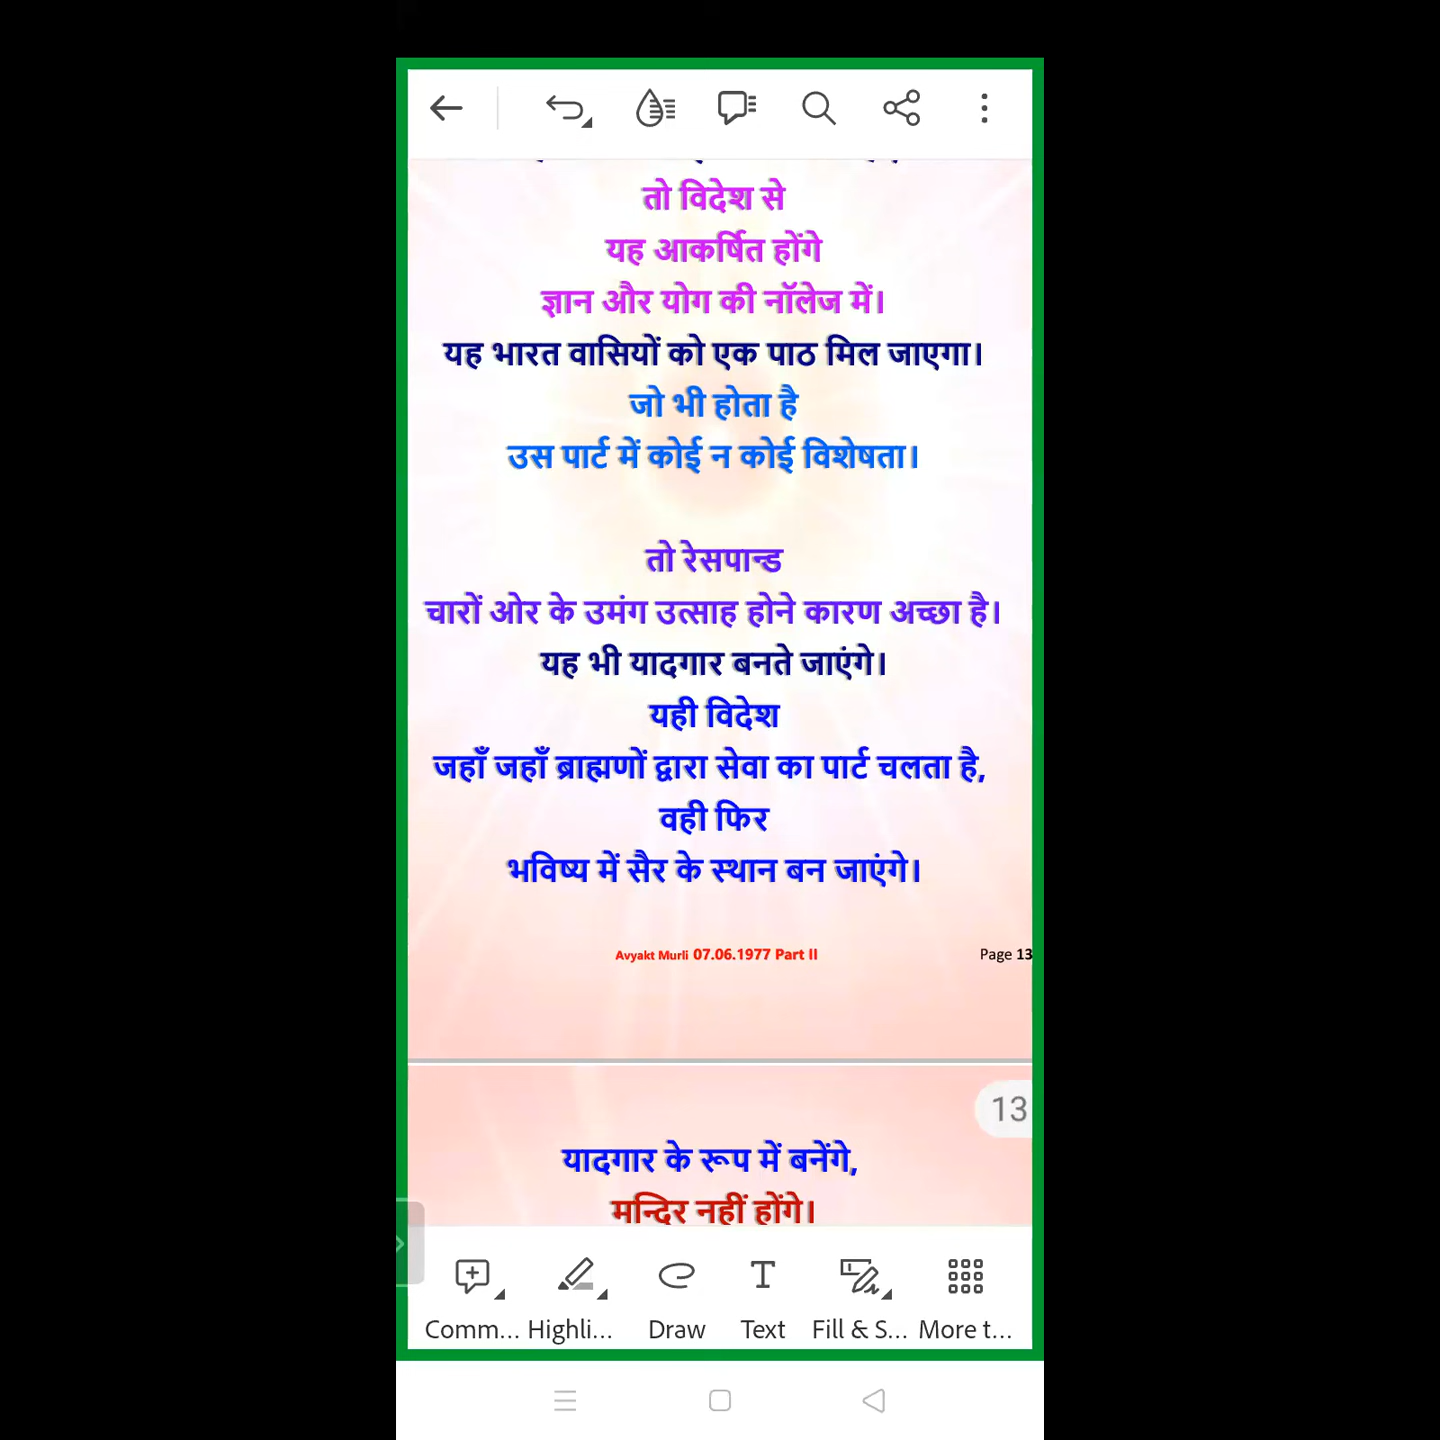 तो विदेश से
यह आकर्षित होंगे
ज्ञान और योग की नॉलेज में।
यह भारत वासियों को एक पाठ मिल जाएगा।
जो भी होता है
उस पार्ट में कोई न कोई विशेषता।
तो रेसपान्ड
चारों ओर के उमंग उत्साह होने कारण अच्छा है।
यह भी यादगार बनते जाएंगे।
यही विदेश
जहाँ जहाँ ब्राह्मणों द्वारा सेवा का पार्ट चलता है,
वही फिर
भविष्य में सैर के स्थान बन जाएंगे।
Avyakt Murli 07.06.1977 Part II Page 13
13
यादगार के रूप में बनेंगे,
मन्दिर नहीं होंगे।
Comm... Highli... Draw Text Fill & S... More t...